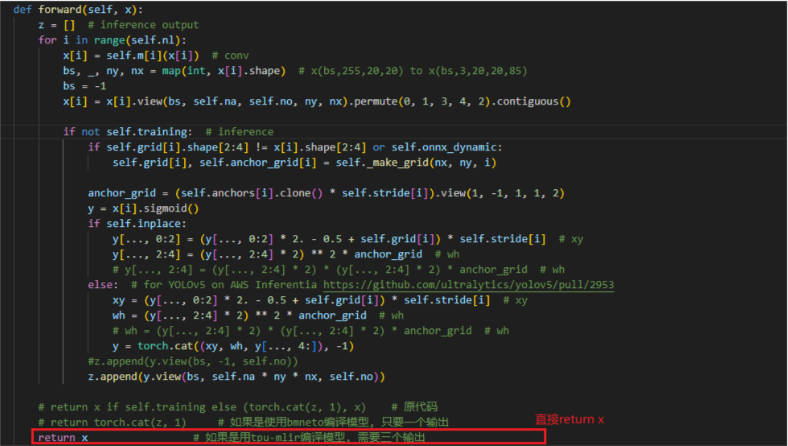 def forward(self, x):
    z = []  # inference output
    for i in range(self.nl):
        x[i] = self.m[i](x[i])  # conv
        bs, _, ny, nx = map(int, x[i].shape)  # x(bs,255,20,20) to x(bs,3,20,20,85)
        bs = -1
        x[i] = x[i].view(bs, self.na, self.no, ny, nx).permute(0, 1, 3, 4, 2).contiguous()
        if not self.training:  # inference
            if self.grid[i].shape[2:4] != x[i].shape[2:4] or self.onnx_dynamic:
                self.grid[i], self.anchor_grid[i] = self._make_grid(nx, ny, i)
            anchor_grid = (self.anchors[i].clone() * self.stride[i]).view(1, -1, 1, 1, 2)
            y = x[i].sigmoid()
            if self.inplace:
                y[..., 0:2] = (y[..., 0:2] * 2. - 0.5 + self.grid[i]) * self.stride[i]  # xy
                y[..., 2:4] = (y[..., 2:4] * 2) ** 2 * anchor_grid  # wh
                # y[..., 2:4] = (y[..., 2:4] * 2) * (y[..., 2:4] * 2) * anchor_grid  # wh
            else:  # for YOLOv5 on AWS Inferentia https://github.com/ultralytics/yolov5/pull/2953
                xy = (y[..., 0:2] * 2. - 0.5 + self.grid[i]) * self.stride[i]  # xy
                wh = (y[..., 2:4] * 2) ** 2 * anchor_grid  # wh
                # wh = (y[..., 2:4] * 2) * (y[..., 2:4] * 2) * anchor_grid  # wh
                y = torch.cat((xy, wh, y[..., 4:]), -1)
            #z.append(y.view(bs, -1, self.no))
            z.append(y.view(bs, self.na * ny * nx, self.no))
    # return x if self.training else (torch.cat(z, 1), x)    # 原代码
    # return torch.cat(z, 1)     # 如果是使用bmneto编译模型, 只要一个输出
直接return x
    return x               # 如果是用tpu-mlir编译模型, 需要三个输出